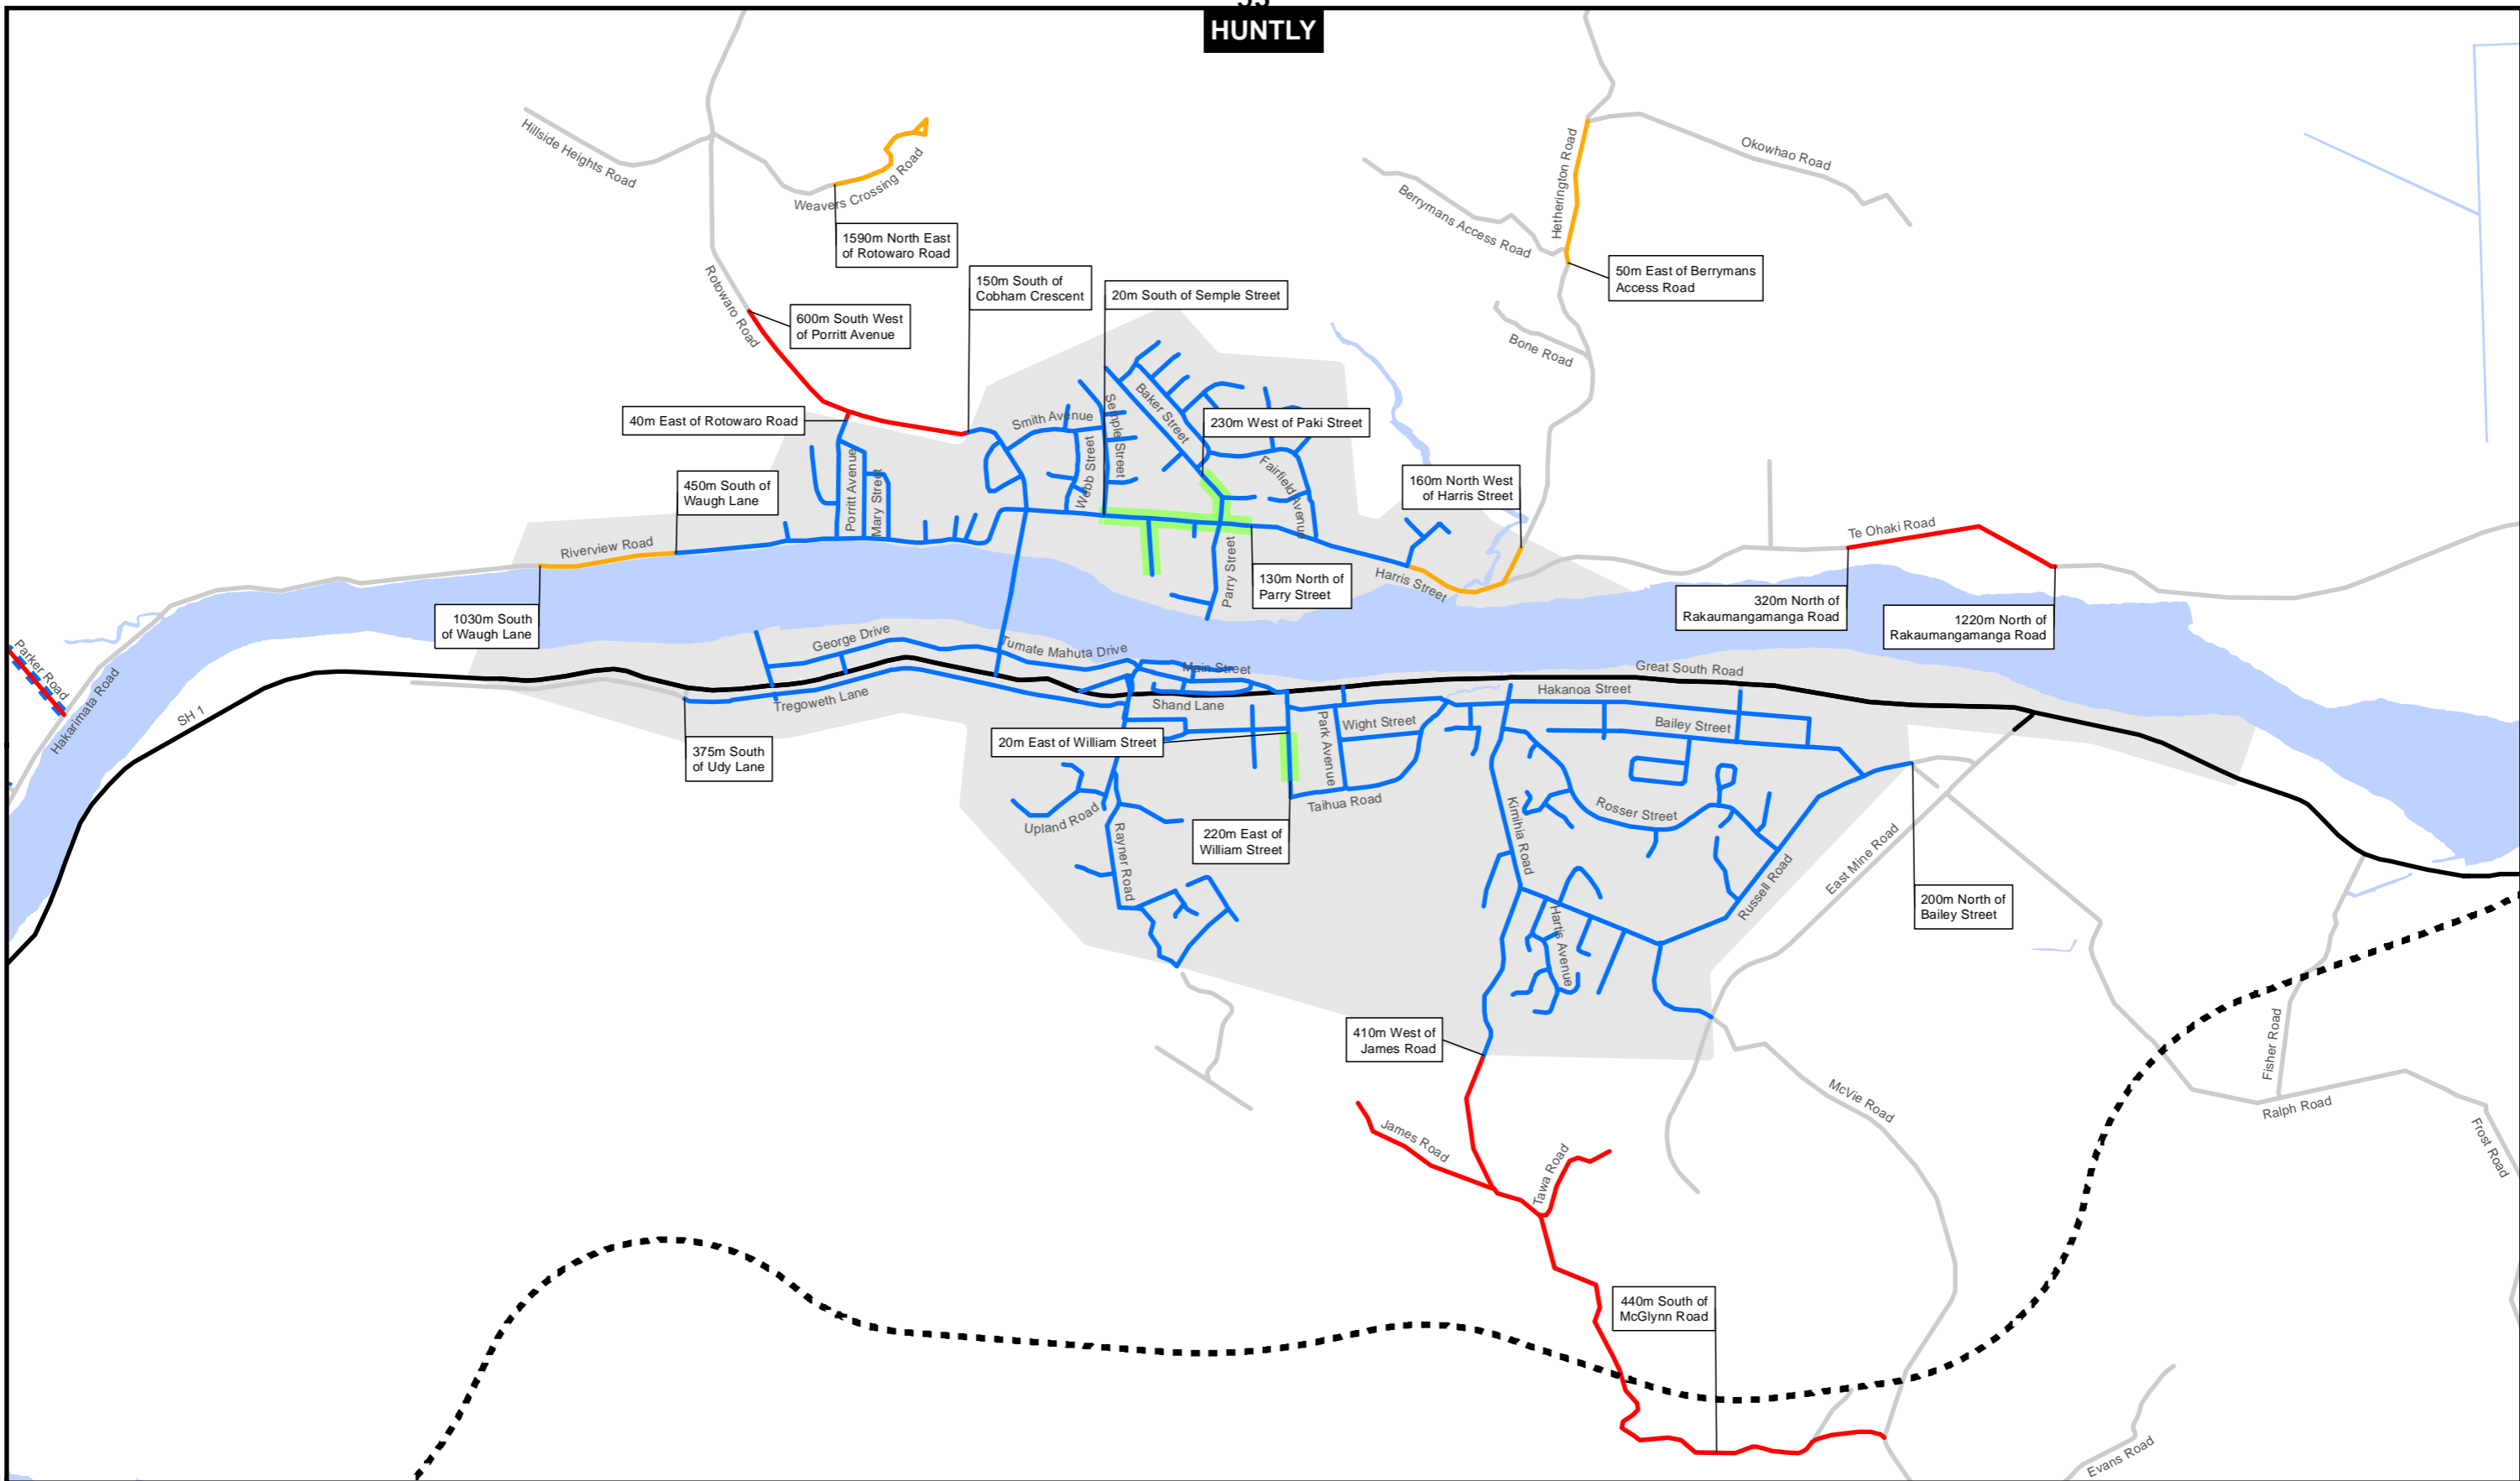 HUNTLY
Hillside Heights Road
Weavers Crossing Road
Hetherington Road
Okowhao Road
Berrymans Access Road
1590m North East
of Rotowaro Road
50m East of Berrymans
Access Road
150m South of
Cobham Crescent
20m South of Semple Street
Rotowaro Road
600m South West
of Porritt Avenue
Bone Road
40m East of Rotowaro Road
Smith Avenue
Semple Street
Baker Street
230m West of Paki Street
Webb Street
Fairfield Avenue
Porritt Avenue
Mary Street
450m South of
Waugh Lane
160m North West
of Harris Street
Riverview Road
Te Ohaki Road
Parry Street
130m North of
Parry Street
Harris Street
1030m South
of Waugh Lane
320m North of
Rakaumangamanga Road
1220m North of
Rakaumangamanga Road
Parker Road
Hakarimata Road
SH 1
George Drive
Tumate Mahuta Drive
Main Street
Great South Road
Tregoweth Lane
Shand Lane
Hakanoa Street
Park Avenue
Wight Street
Bailey Street
20m East of William Street
375m South
of Udy Lane
Taihua Road
Upland Road
Rayner Road
220m East of
William Street
Kimihia Road
Rosser Street
East Mine Road
Russell Road
200m North of
Bailey Street
Hartis Avenue
410m West of
James Road
Fisher Road
McVie Road
Ralph Road
Frost Road
James Road
Tawa Road
440m South of
McGlynn Road
Evans Road